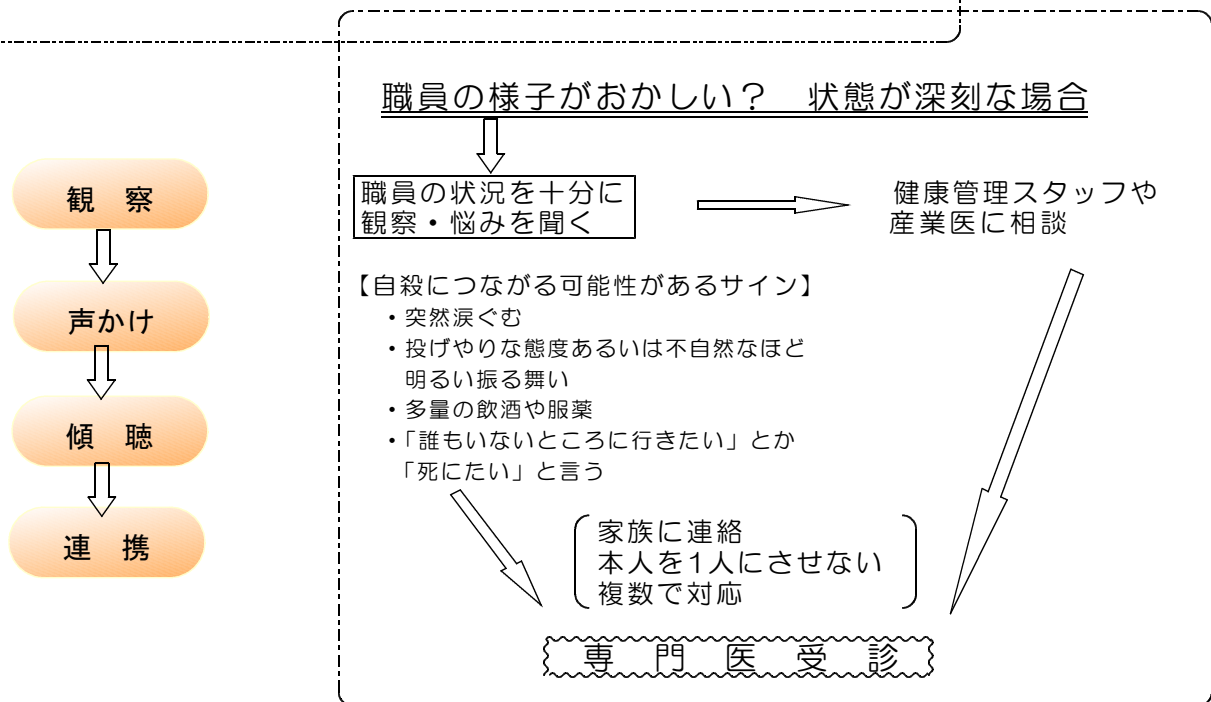 観　察
声かけ
傾　聴
連　携
職員の様子がおかしい？　状態が深刻な場合
職員の状況を十分に
観察・悩みを聞く
健康管理スタッフや
産業医に相談
【自殺につながる可能性があるサイン】
・突然涙ぐむ
・投げやりな態度あるいは不自然なほど
明るい振る舞い
・多量の飲酒や服薬
・「誰もいないところに行きたい」とか
「死にたい」と言う
家族に連絡
本人を1人にさせない
複数で対応
専　門　医　受　診